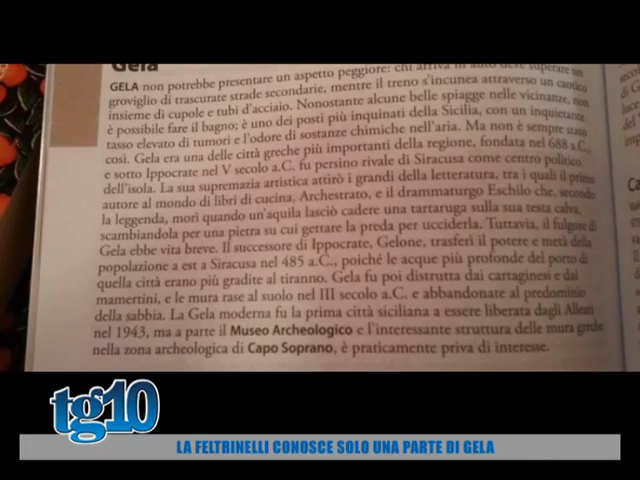 Gela
GELA non potrebbe presentare un aspetto peggiore: chi arriva in auto deve superare un
groviglio di trascurate strade secondarie, mentre il treno s'incunea attraverso un caotico
insieme di cupole e tubi d'acciaio. Nonostante alcune belle spiagge nelle vicinanze, non
è possibile fare il bagno; è uno dei posti più inquinati della Sicilia, con un inquietante
tasso elevato di tumori e l'odore di sostanze chimiche nell'aria. Ma non è sempre stato
così. Gela era una delle città greche più importanti della regione, fondata nel 688 a.C.,
e sotto Ippocrate nel V secolo a.C. fu persino rivale di Siracusa come centro politico
dell'isola. La sua supremazia artistica attirò i grandi della letteratura, tra i quali il primo
autore al mondo di libri di cucina, Archestrato, e il drammaturgo Eschilo che, secondo
la leggenda, morì quando un'aquila lasciò cadere una tartaruga sulla sua testa calva,
scambiandola per una pietra su cui gettare la preda per ucciderla. Tuttavia, il fulgore di
Gela ebbe vita breve. Il successore di Ippocrate, Gelone, trasferì il potere e metà della
popolazione a est a Siracusa nel 485 a.C., poiché le acque più profonde del porto di
quella città erano più gradite al tiranno. Gela fu poi distrutta dai cartaginesi e dai
mamertini, e le mura rase al suolo nel III secolo a.C. e abbandonate al predominio
della sabbia. La Gela moderna fu la prima città siciliana a essere liberata dagli Alleati
nel 1943, ma a parte il Museo Archeologico e l'interessante struttura delle mura greche
nella zona archeologica di Capo Soprano, è praticamente priva di interesse.
tg10
LA FELTRINELLI CONOSCE SOLO UNA PARTE DI GELA